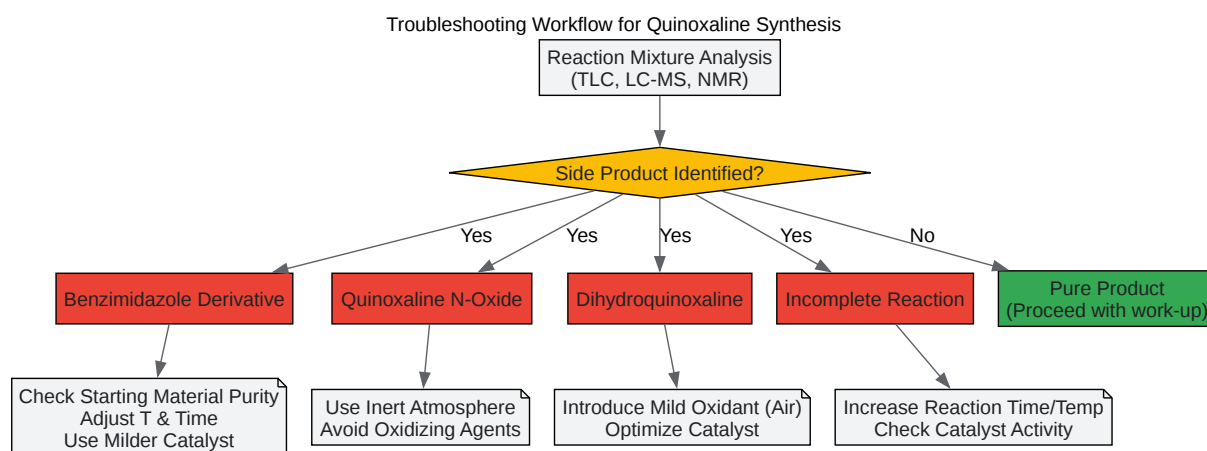 Troubleshooting Workflow for Quinoxaline Synthesis
Reaction Mixture Analysis
(TLC, LC-MS, NMR)
Side Product Identified?
Yes
Yes
Yes
Yes
No
Benzimidazole Derivative
Quinoxaline N-Oxide
Dihydroquinoxaline
Incomplete Reaction
Pure Product
(Proceed with work-up)
Check Starting Material Purity
Adjust T & Time
Use Milder Catalyst
Use Inert Atmosphere
Avoid Oxidizing Agents
Introduce Mild Oxidant (Air)
Optimize Catalyst
Increase Reaction Time/Temp
Check Catalyst Activity